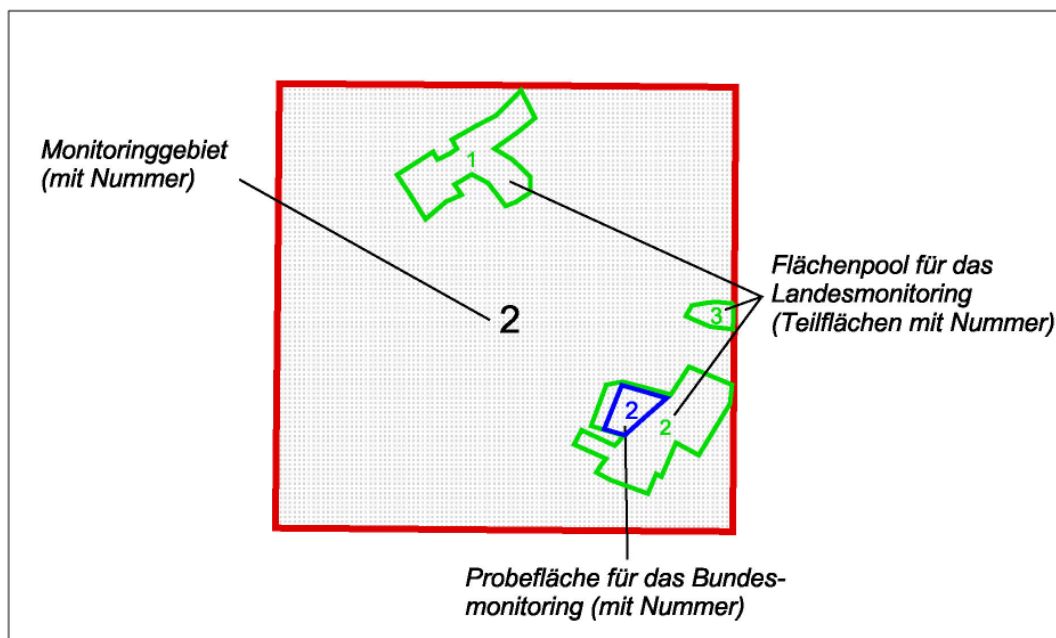 Monitoringgebiet
(mit Nummer)
1
Flächenpool für das
Landesmonitoring
(Teilflächen mit Nummer)
3
2
2
2
Probefläche für das Bundes-
monitoring (mit Nummer)